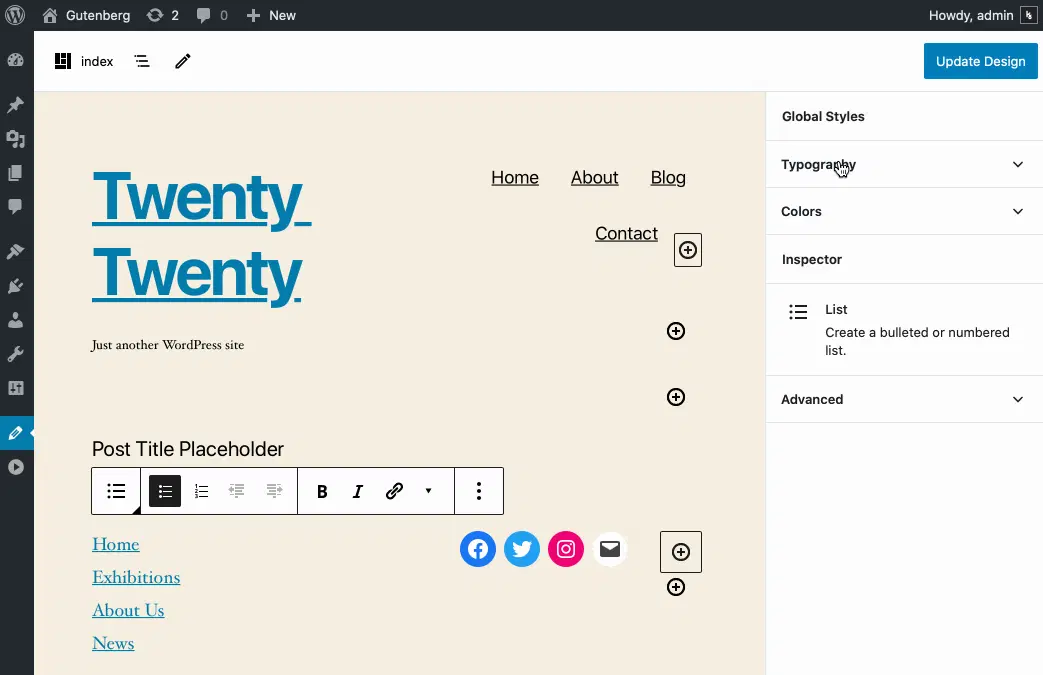 Gutenberg 2 0 New Howdy, admin
index Update Design
Global Styles
Typography
Colors
Inspector
List
Create a bulleted or numbered
list.
Advanced
Twenty
Twenty
Just another WordPress site
Home About Blog
Contact
Post Title Placeholder
B I
Home
Exhibitions
About Us
News